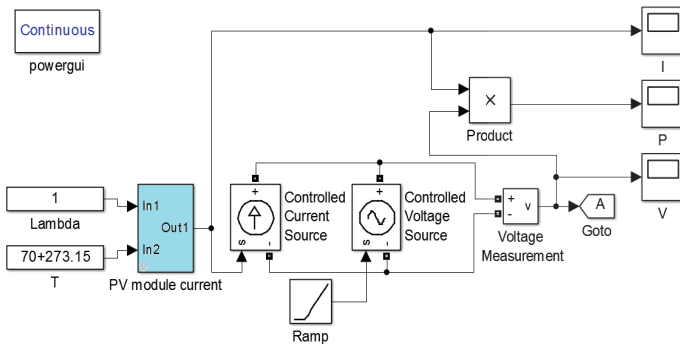 Continuous
powergui
I
×
Product
P
V
1
Lambda
70+273.15
T
In1
In2
Out1
PV module current
+
s
-
Controlled
Current
Source
+
s
-
Controlled
Voltage
Source
+
-
v
Voltage
Measurement
A
Goto
Ramp